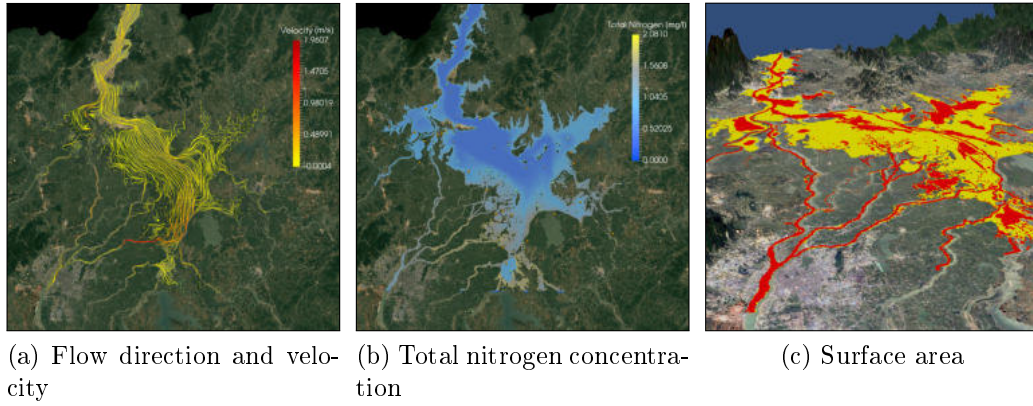 Velocity (m/s)
1.9607
1.4705
0.98019
0.48991
-0.0004
Total Nitrogen (mg/l)
2.0810
1.5608
1.0405
0.52025
0.0000
(a) Flow direction and velo-
city
(b) Total nitrogen concentra-
tion
(c) Surface area